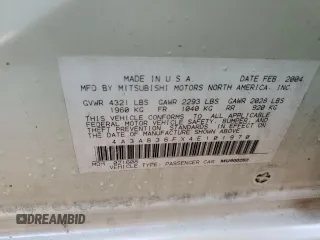 MADE IN U.S.A. DATE FEB. 2004
MFD BY MITSUBISHI MOTORS NORTH AMERICA, INC.
GVWR 4321 LBS GAWR 2293 LBS GAWR 2028 LBS
1960 KG FR 1040 KG RR 920 KG
THIS VEHICLE CONFORMS TO ALL APPLICABLE
FEDERAL MOTOR VEHICLE SAFETY, BUMPER, AND
THEFT PREVENTION STANDARDS IN EFFECT ON
THE DATE OF MANUFACTURE SHOWN ABOVE.
VEHICLE TYPE: PASSENGER CAR